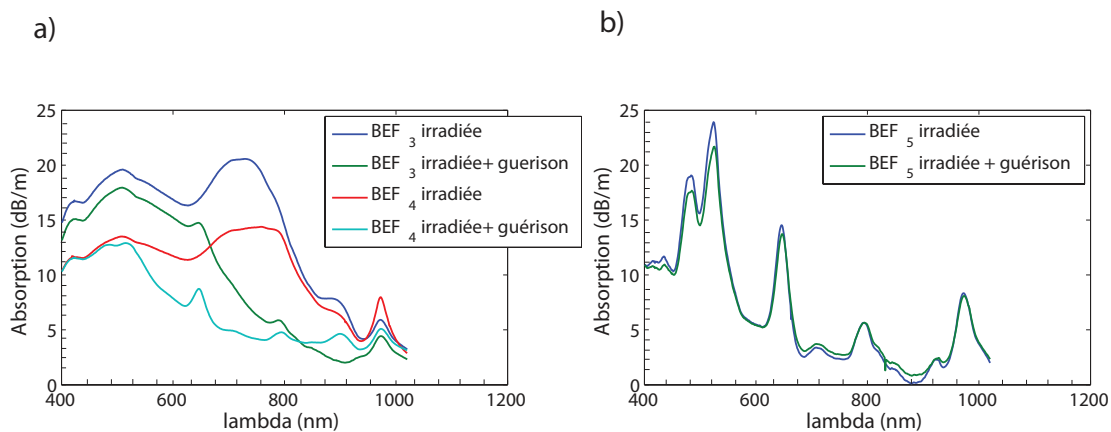 a)
BEF 3 irradiée
BEF 3 irradiée+ guerison
BEF 4 irradiée
BEF 4 irradiée+ guérison
Absorption (dB/m)
25
20
15
10
5
0
400 600 800 1000 1200
lambda (nm)
b)
BEF 5 irradiée
BEF 5 irradiée + guérison
Absorption (dB/m)
25
20
15
10
5
0
400 600 800 1000 1200
lambda (nm)